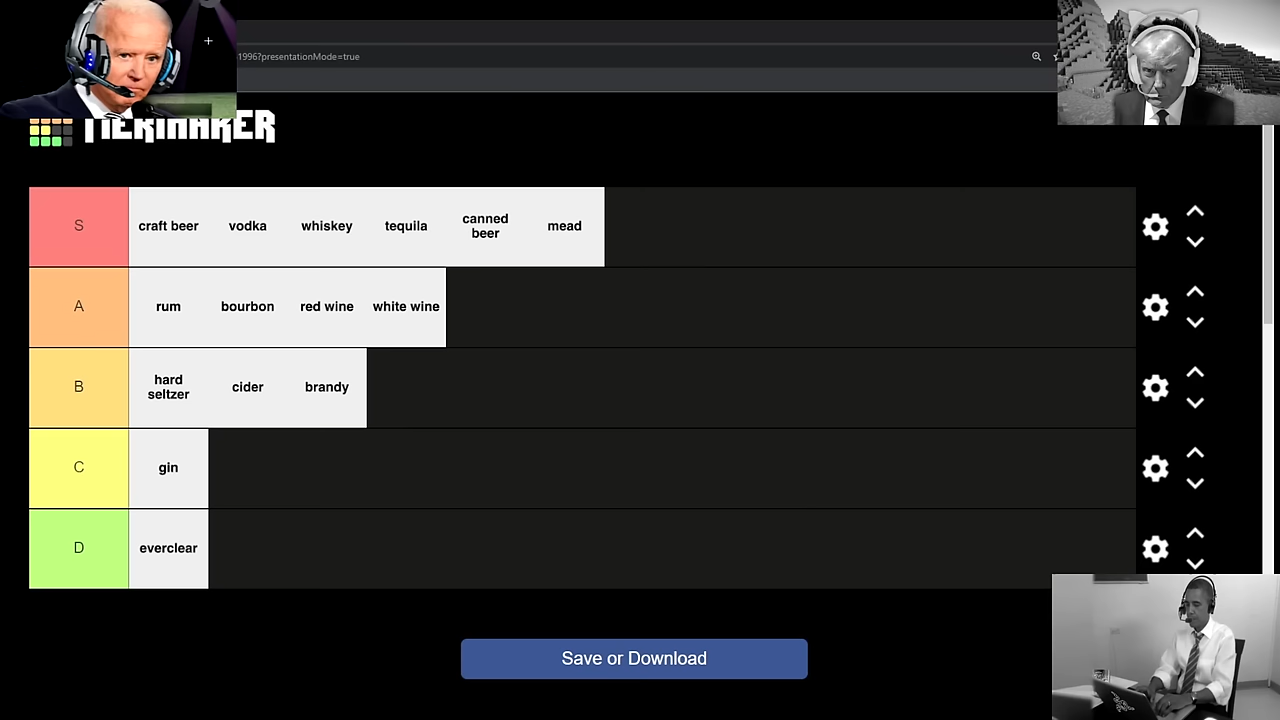 1996?presentationMode=true
TIERMAKER
S
craft beer
vodka
whiskey
tequila
canned
beer
mead
A
rum
bourbon
red wine
white wine
B
hard
seltzer
cider
brandy
C
gin
D
everclear
Save or Download